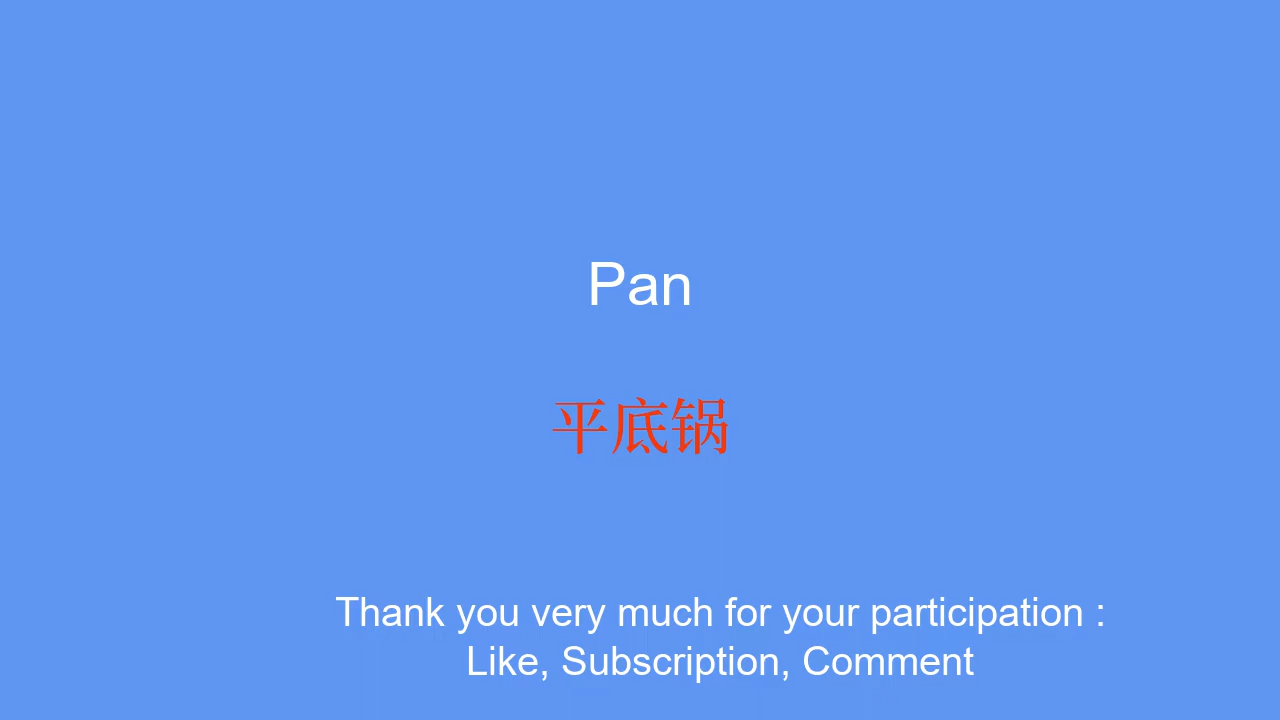 Pan
平底锅
Thank you very much for your participation :
Like, Subscription, Comment